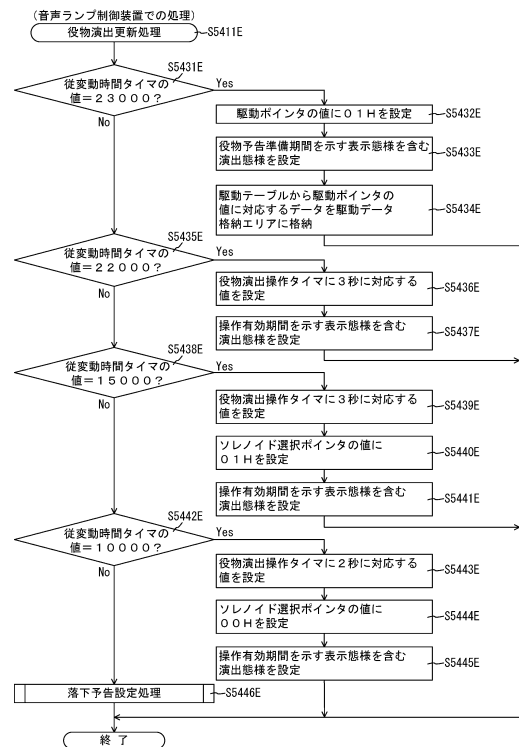 (音声ランプ制御装置での処理)
役物演出更新処理
S5411E
S5431E
従変動時間タイマの
値＝２３０００?
Yes
No
駆動ポインタの値に０１Ｈを設定
S5432E
役物予告準備期間を示す表示態様を含む
演出態様を設定
S5433E
駆動テーブルから駆動ポインタの
値に対応するデータを駆動データ
格納エリアに格納
S5434E
S5435E
従変動時間タイマの
値＝２２０００?
Yes
No
役物演出操作タイマに３秒に対応する
値を設定
S5436E
操作有効期間を示す表示態様を含む
演出態様を設定
S5437E
S5438E
従変動時間タイマの
値＝１５０００?
Yes
No
役物演出操作タイマに３秒に対応する
値を設定
S5439E
ソレノイド選択ポインタの値に
０１Ｈを設定
S5440E
操作有効期間を示す表示態様を含む
演出態様を設定
S5441E
S5442E
従変動時間タイマの
値＝１００００?
Yes
No
役物演出操作タイマに２秒に対応する
値を設定
S5443E
ソレノイド選択ポインタの値に
００Ｈを設定
S5444E
操作有効期間を示す表示態様を含む
演出態様を設定
S5445E
落下予告設定処理
S5446E
終了